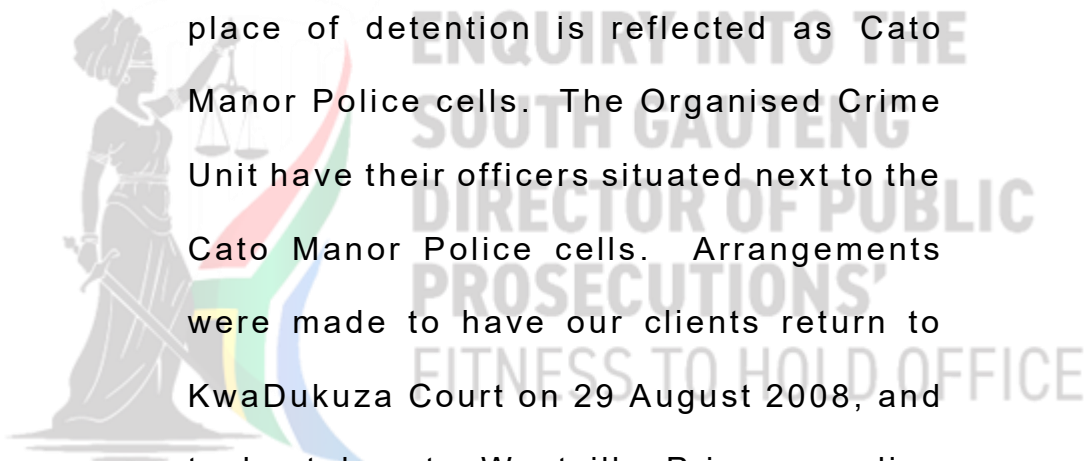 place of detention is reflected as Cato
Manor Police cells. The Organised Crime
Unit have their officers situated next to the
Cato Manor Police cells. Arrangements
were made to have our clients return to
KwaDukuza Court on 29 August 2008, and
ENQUIRY INTO THE
SOUTH GAUTENG
DIRECTOR OF PUBLIC
PROSECUTIONS'
FITNESS TO HOLD OFFICE